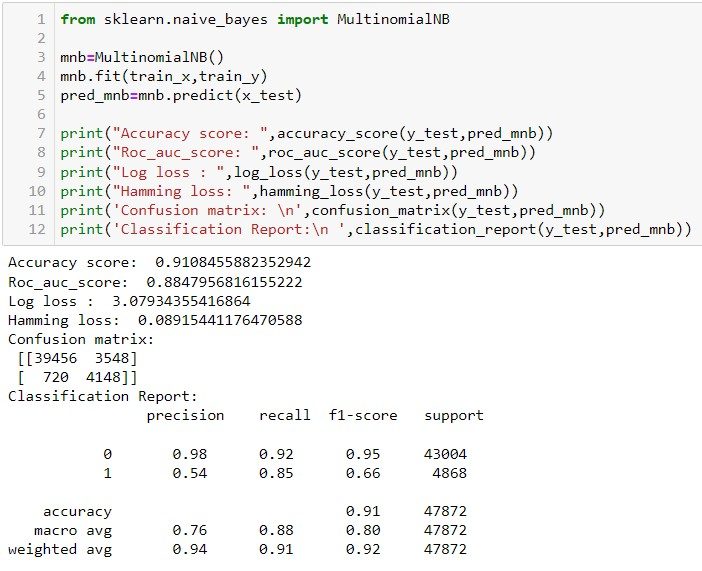 1 from sklearn.naive_bayes import MultinomialNB
2
3 mnb=MultinomialNB()
4 mnb.fit(train_x,train_y)
5 pred_mnb=mnb.predict(x_test)
6
7 print("Accuracy score: ",accuracy_score(y_test,pred_mnb))
8 print("Roc_auc_score: ",roc_auc_score(y_test,pred_mnb))
9 print("Log loss : ",log_loss(y_test,pred_mnb))
10 print("Hamming loss: ",hamming_loss(y_test,pred_mnb))
11 print('Confusion matrix: \n',confusion_matrix(y_test,pred_mnb))
12 print('Classification Report:\n ',classification_report(y_test,pred_mnb))
Accuracy score:  0.9108455882352942
Roc_auc_score:  0.8847956816155222
Log loss :  3.07934355416864
Hamming loss:  0.08915441176470588
Confusion matrix:
[[39456  3548]
[  720  4148]]
Classification Report:
precision    recall  f1-score   support
0       0.98      0.92      0.95     43004
1       0.54      0.85      0.66      4868
accuracy                           0.91     47872
macro avg       0.76      0.88      0.80     47872
weighted avg       0.94      0.91      0.92     47872